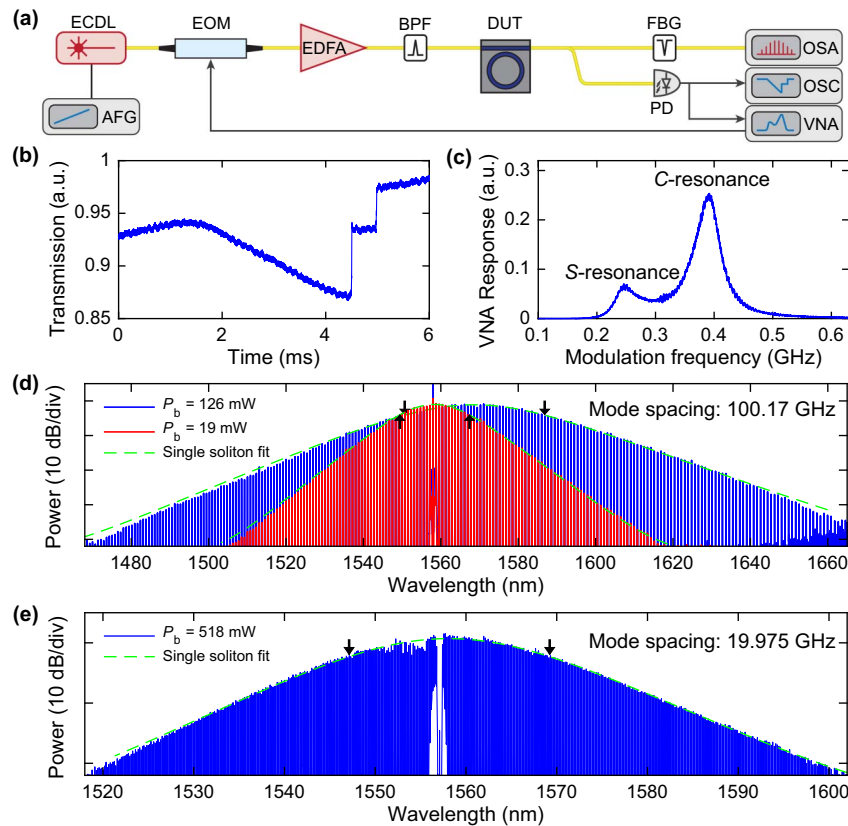 (a)
ECDL
EOM
EDFA
BPF
DUT
FBG
OSA
OSC
VNA
PD
AFG
(b)
Transmission (a.u.)
1
0.95
0.9
0.85
0
2
4
6
Time (ms)
(c)
VNA Response (a.u.)
0.3
0.2
0.1
0
C-resonance
S-resonance
0.1
0.2
0.3
0.4
0.5
0.6
Modulation frequency (GHz)
(d)
Power (10 dB/div)
Pb = 126 mW
Pb = 19 mW
Single soliton fit
Mode spacing: 100.17 GHz
1480
1500
1520
1540
1560
1580
1600
1620
1640
1660
Wavelength (nm)
(e)
Power (10 dB/div)
Pb = 518 mW
Single soliton fit
Mode spacing: 19.975 GHz
1520
1530
1540
1550
1560
1570
1580
1590
1600
Wavelength (nm)